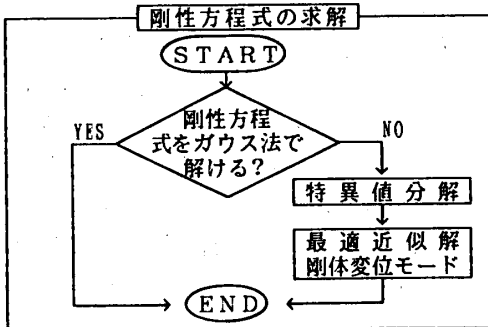 剛性方程式の求解
START
剛性方程
式をガウス法で
解ける?
YES
NO
特異値分解
最適近似解
剛体変位モード
END